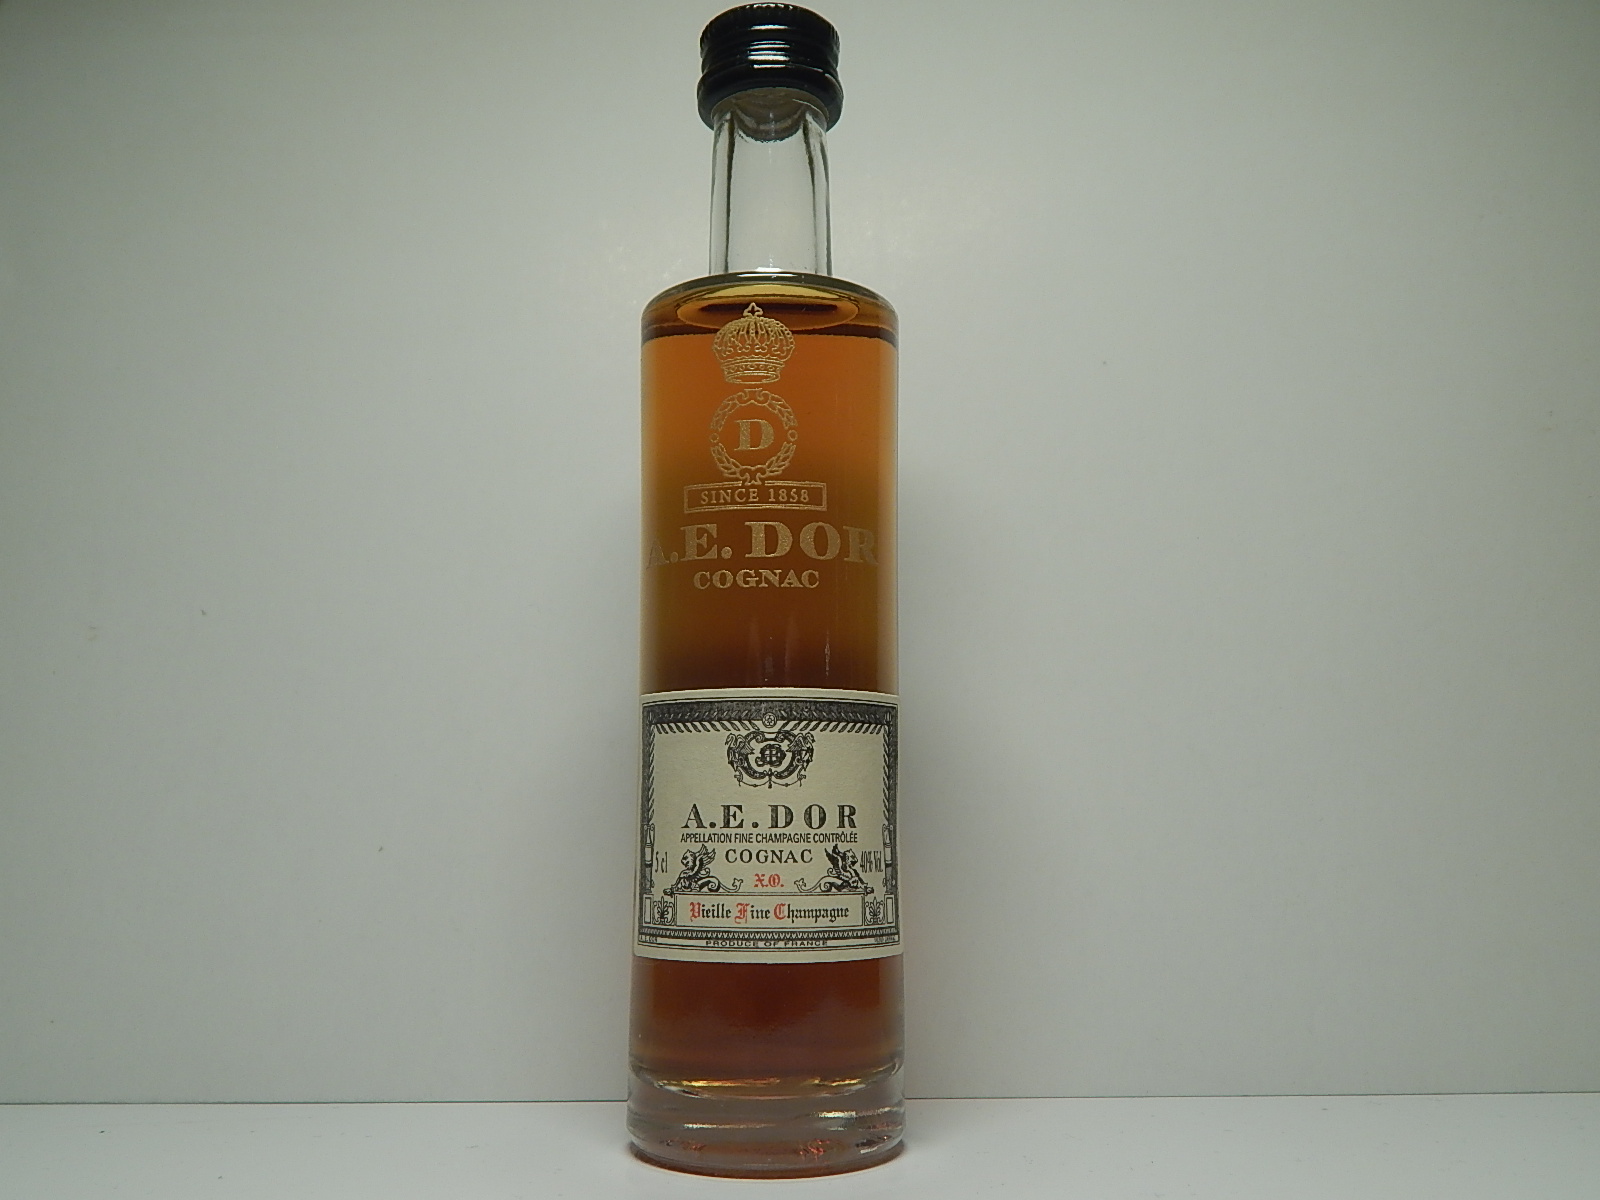 D
SINCE 1858
A.E. DOR
COGNAC
A.E.DOR
APPELLATION FINE CHAMPAGNE CONTRÔLÉE
5 cl COGNAC 40% Vol.
X.O.
Vieille Fine Champagne
PRODUCE OF FRANCE